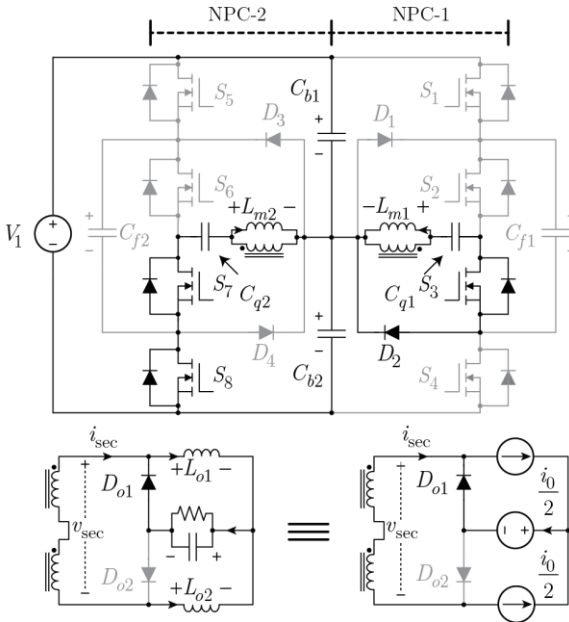 NPC-2 NPC-1
S5 Cb1 + − S1
D3 D1
S6 S2
V1 + − + Cf2 − + Lm2 − − Lm1 + + Cf1 −
S7 Cq2 Cq1 S3
D4 Cb2 + − D2
S8 S4
isec isec
+ Lo1 − i0/2
Do1 Do1
+ vsec − − + + vsec − − +
Do2 Do2 i0/2
+ Lo2 −